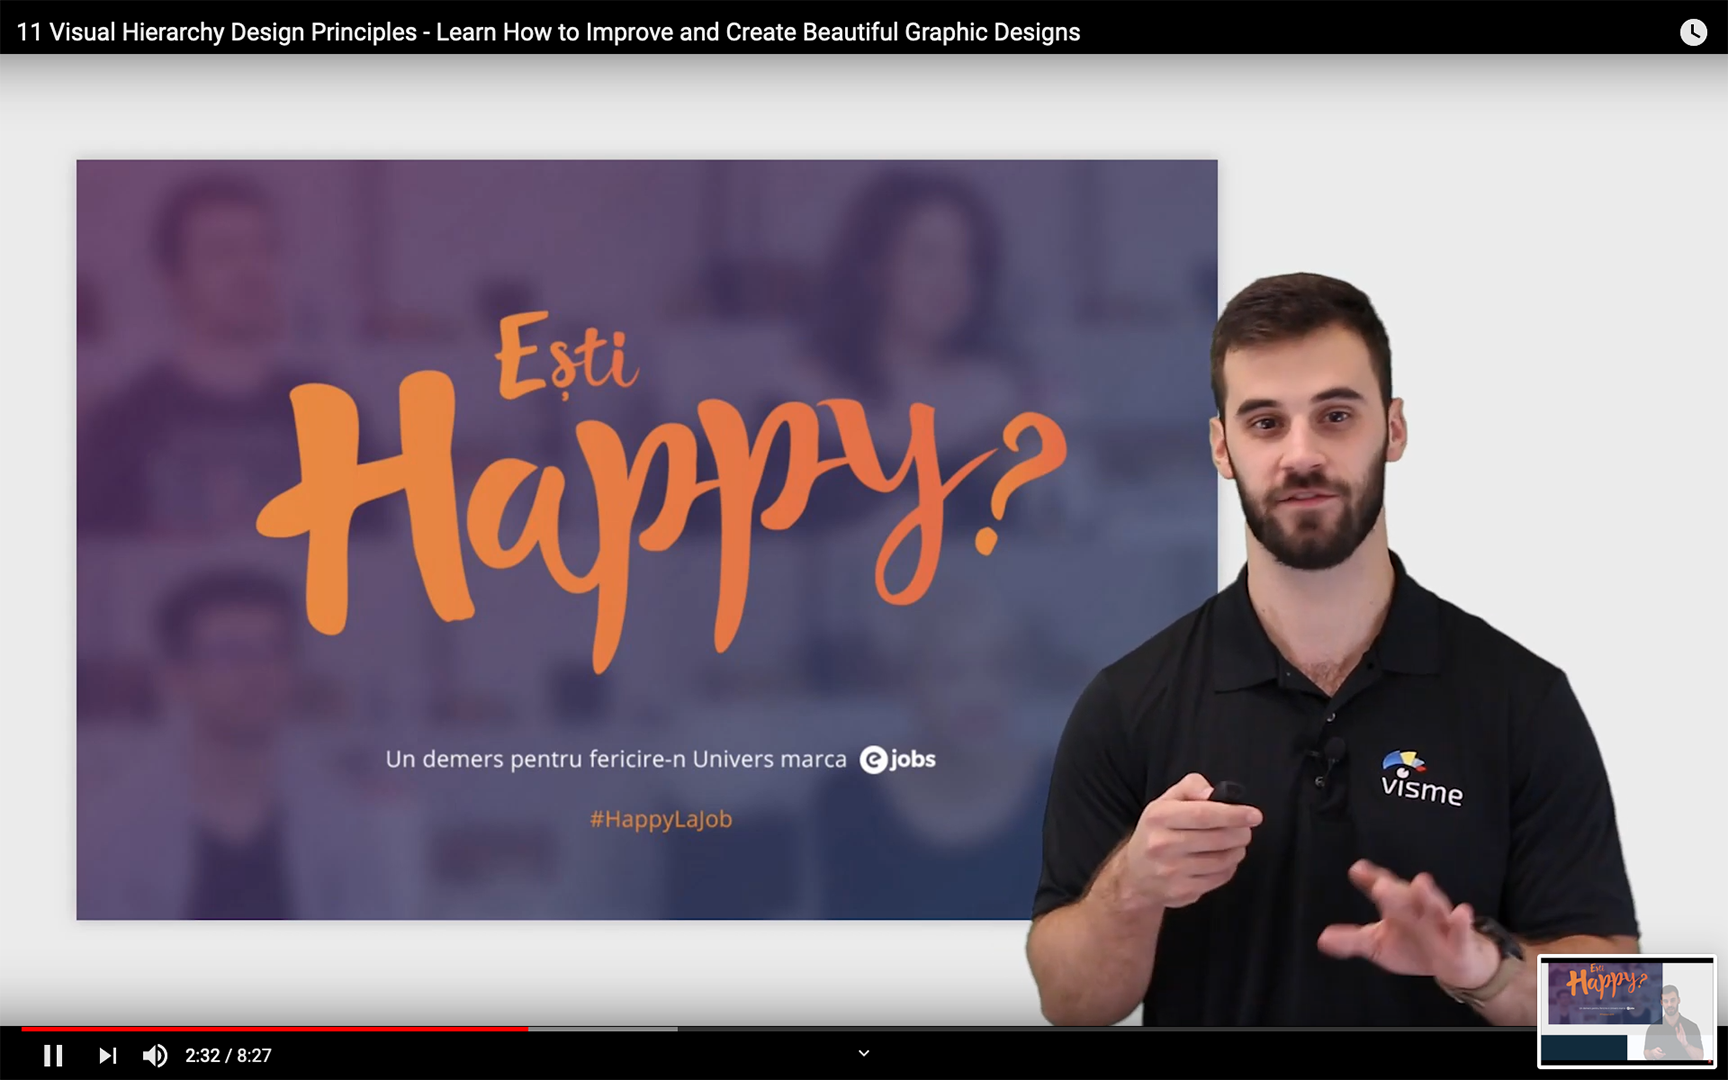 11 Visual Hierarchy Design Principles - Learn How to Improve and Create Beautiful Graphic Designs
Ești
Happy?
Un demers pentru fericire-n Univers marca ejobs
#HappyLaJob
visme
2:32 / 8:27
Ești
Happy?